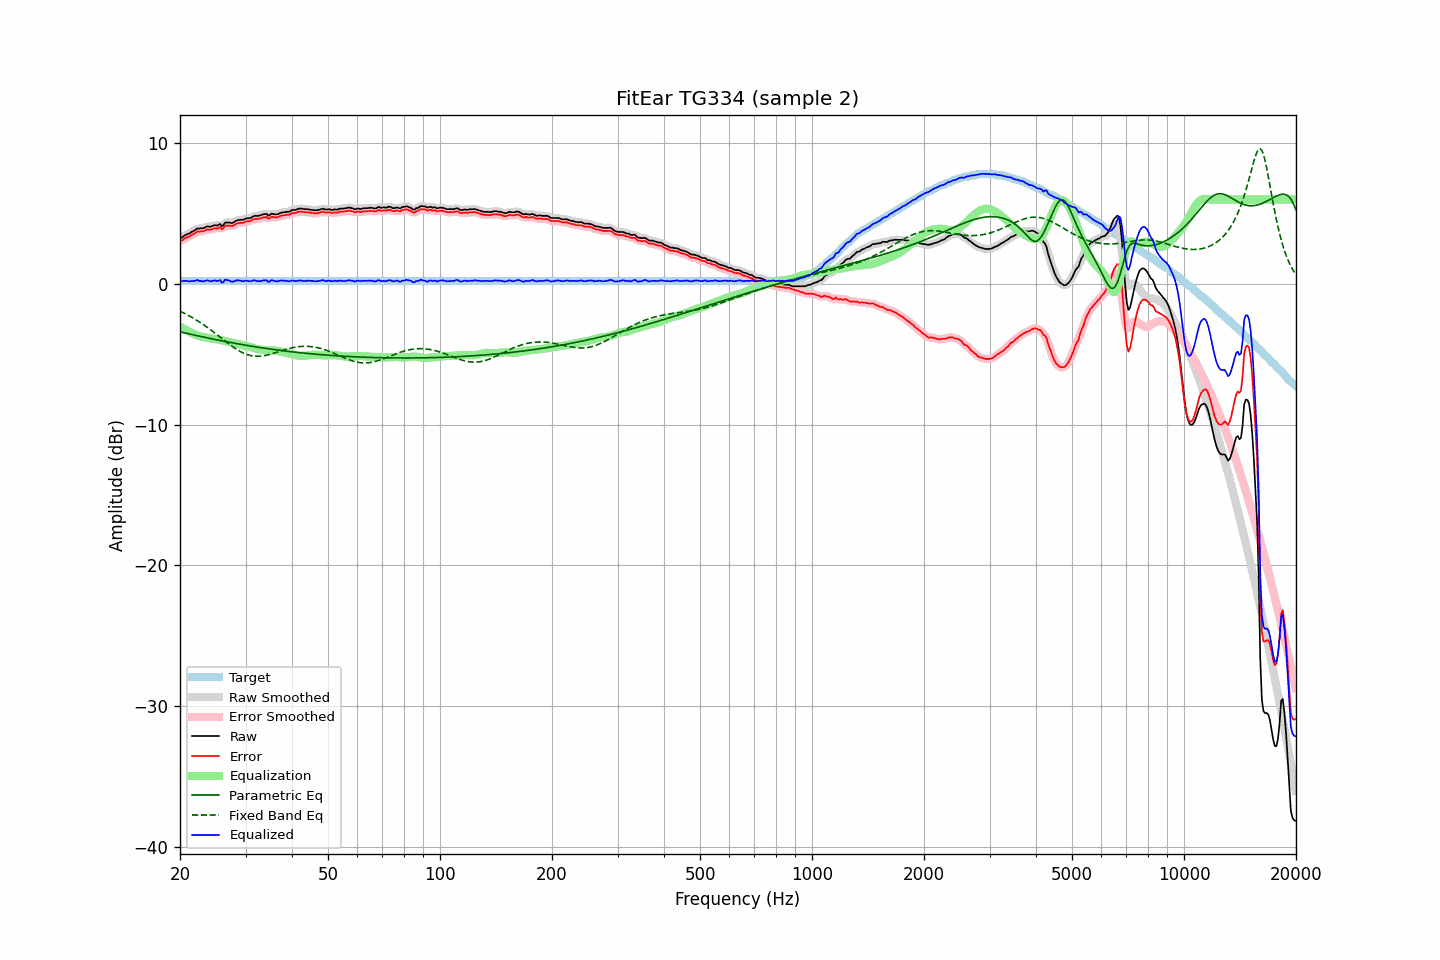 FitEar TG334 (sample 2)
10
0
−10
−20
−30
−40
Amplitude (dBr)
Target
Raw Smoothed
Error Smoothed
Raw
Error
Equalization
Parametric Eq
Fixed Band Eq
Equalized
20 50 100 200 500 1000 2000 5000 10000 20000
Frequency (Hz)